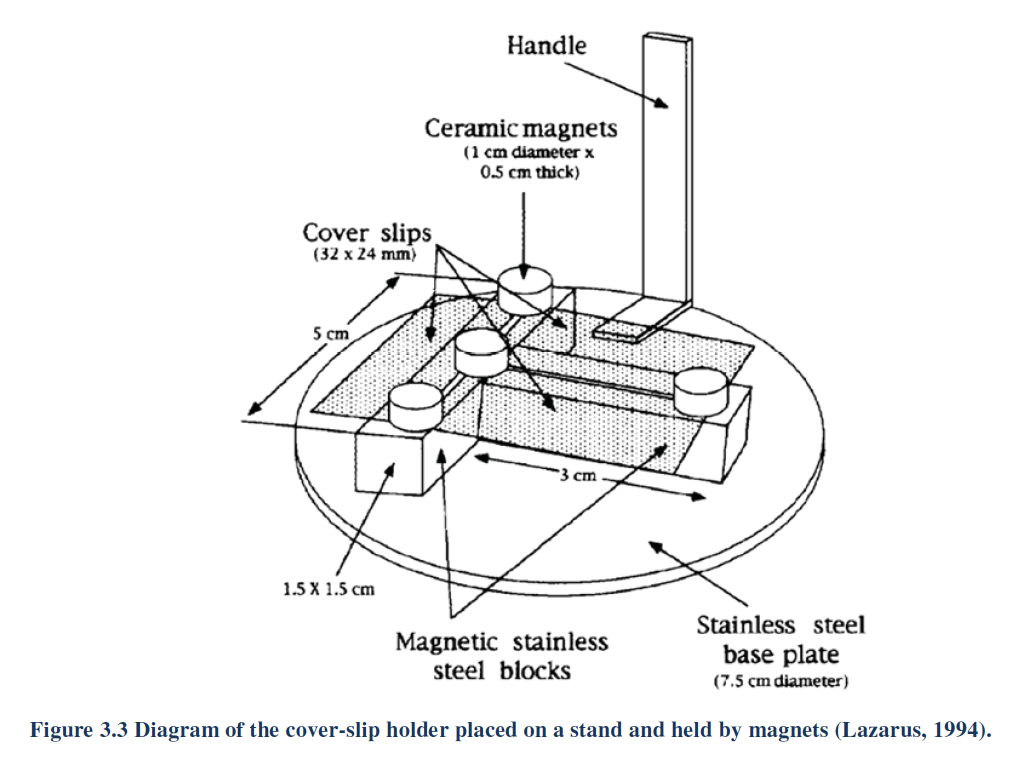 Handle
Ceramic magnets
(1 cm diameter x
0.5 cm thick)
Cover slips
(32 x 24 mm)
5 cm
3 cm
1.5 X 1.5 cm
Magnetic stainless
steel blocks
Stainless steel
base plate
(7.5 cm diameter)
Figure 3.3 Diagram of the cover-slip holder placed on a stand and held by magnets (Lazarus, 1994).